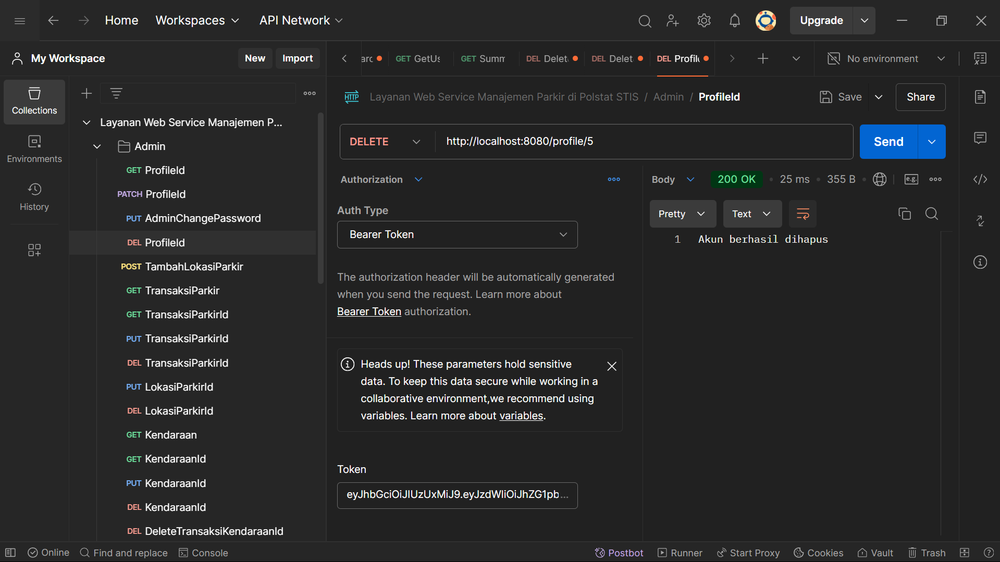 Home
Workspaces
API Network
Upgrade
My Workspace
New
Import
GET GetUs
GET Summ
DEL Delet
DEL Delet
DEL Profile
No environment
Collections
Environments
History
Layanan Web Service Manajemen P...
Admin
GET ProfileId
PATCH ProfileId
PUT AdminChangePassword
DEL ProfileId
POST TambahLokasiParkir
GET TransaksiParkir
GET TransaksiParkirId
PUT TransaksiParkirId
DEL TransaksiParkirId
PUT LokasiParkirId
DEL LokasiParkirId
GET Kendaraan
GET KendaraanId
PUT KendaraanId
DEL KendaraanId
DEL DeleteTransaksiKendaraanId
HTTP
Layanan Web Service Manajemen Parkir di Polstat STIS / Admin / ProfileId
Save
Share
DELETE
http://localhost:8080/profile/5
Send
Authorization
Auth Type
Bearer Token
The authorization header will be automatically generated
when you send the request. Learn more about
Bearer Token authorization.
Heads up! These parameters hold sensitive
data. To keep this data secure while working in a
collaborative environment,we recommend using
variables. Learn more about variables.
Token
eyJhbGciOiJIUzUxMiJ9.eyJzdWIiOiJhZG1pb...
Body
200 OK
25 ms
355 B
e.g.
Pretty
Text
1 Akun berhasil dihapus
Online
Find and replace
Console
Postbot
Runner
Start Proxy
Cookies
Vault
Trash